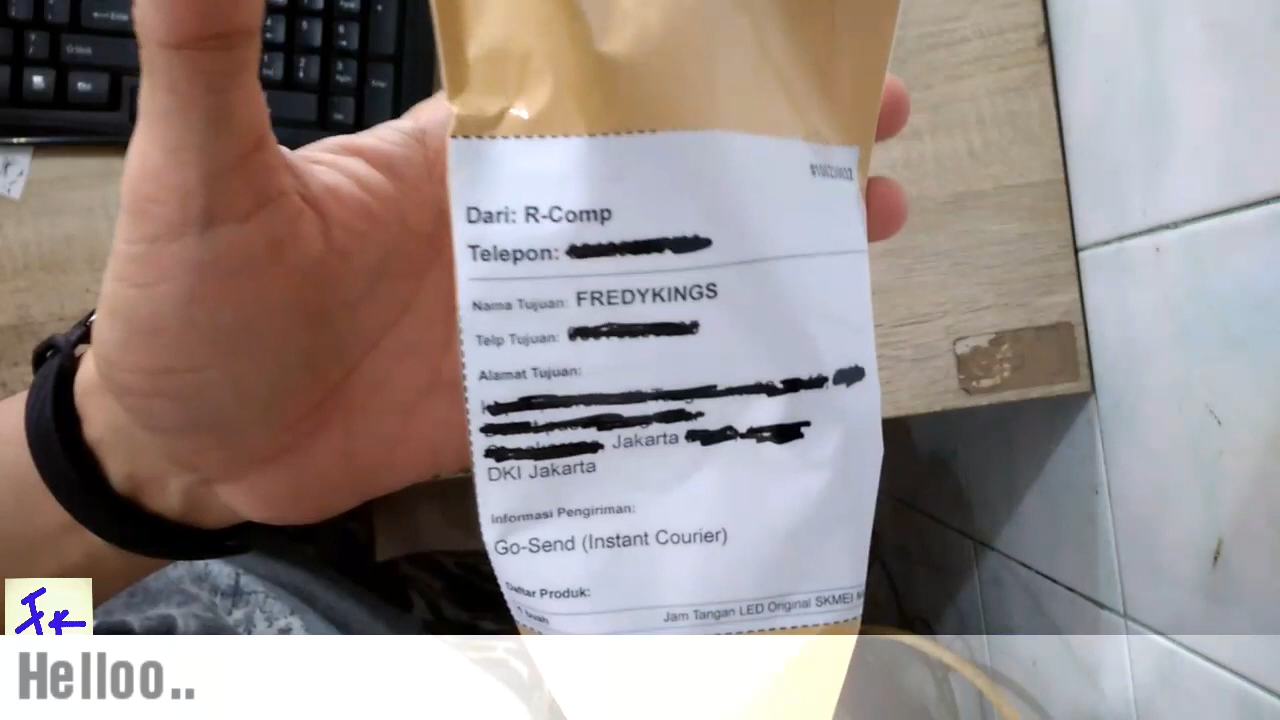 Dari: R-Comp
Telepon:
Nama Tujuan: FREDYKINGS
Telp Tujuan:
Alamat Tujuan:
Jakarta
DKI Jakarta
Informasi Pengiriman:
Go-Send (Instant Courier)
Daftar Produk:
Jam Tangan LED Original SKMEI
FK
Helloo..